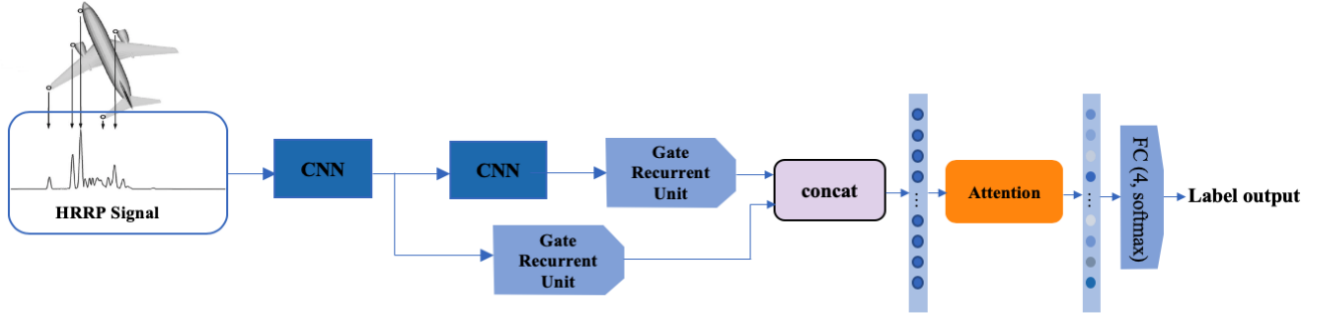 HRRP Signal
CNN
CNN
Gate
Recurrent
Unit
Gate
Recurrent
Unit
concat
...
Attention
...
FC (4, softmax)
Label output